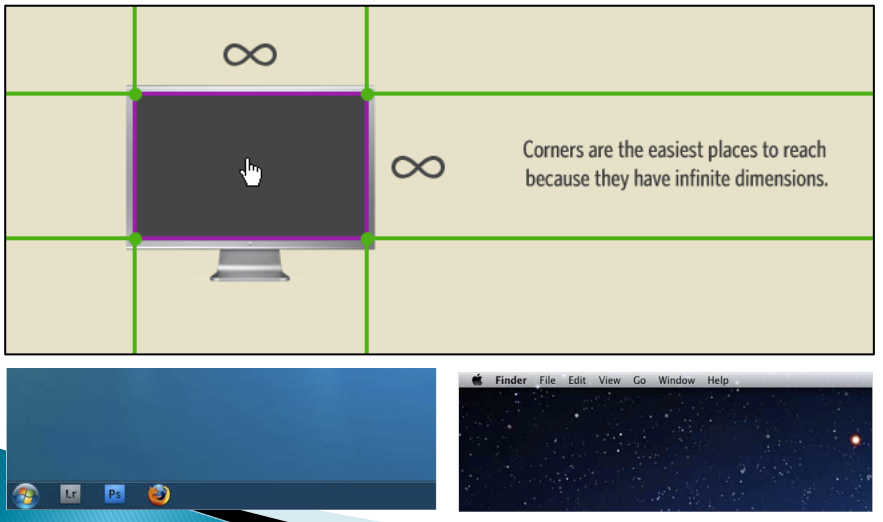 ∞
∞
Corners are the easiest places to reach
because they have infinite dimensions.
Lr Ps
Finder File Edit View Go Window Help